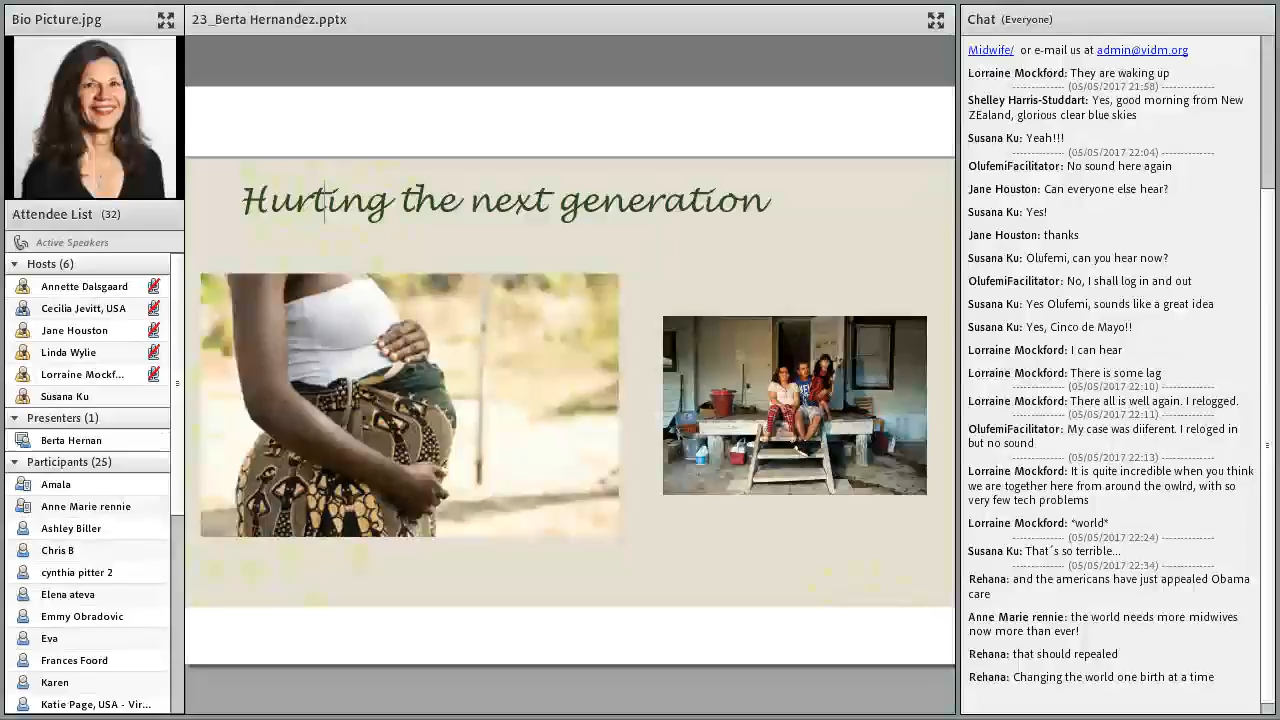 Bio Picture.jpg
Attendee List (32)
Active Speakers
Hosts (6)
Annette Dalsgaard
Cecilia Jevitt, USA
Jane Houston
Linda Wylie
Lorraine Mockf...
Susana Ku
Presenters (1)
Berta Hernan
Participants (25)
Amala
Anne Marie rennie
Ashley Biller
Chris B
cynthia pitter 2
Elena ateva
Emmy Obradovic
Eva
Frances Foord
Karen
Katie Page, USA - Vir...
23_Berta Hernandez.pptx
Hurting the next generation
Chat (Everyone)
Midwife/ or e-mail us at admin@vidm.org
Lorraine Mockford: They are waking up
-------------- (05/05/2017 21:58) --------------
Shelley Harris-Studdart: Yes, good morning from New
ZEaland, glorious clear blue skies
Susana Ku: Yeah!!!
-------------- (05/05/2017 22:04) --------------
OlufemiFacilitator: No sound here again
Jane Houston: Can everyone else hear?
Susana Ku: Yes!
Jane Houston: thanks
Susana Ku: Olufemi, can you hear now?
OlufemiFacilitator: No, I shall log in and out
Susana Ku: Yes Olufemi, sounds like a great idea
Susana Ku: Yes, Cinco de Mayo!!
Lorraine Mockford: I can hear
Lorraine Mockford: There is some lag
-------------- (05/05/2017 22:10) --------------
Lorraine Mockford: There all is well again. I relogged.
-------------- (05/05/2017 22:11) --------------
OlufemiFacilitator: My case was diiferent. I reloged in
but no sound
-------------- (05/05/2017 22:13) --------------
Lorraine Mockford: It is quite incredible when you think
we are together here from around the owlrd, with so
very few tech problems
Lorraine Mockford: *world*
-------------- (05/05/2017 22:24) --------------
Susana Ku: That´s so terrible...
-------------- (05/05/2017 22:34) --------------
Rehana: and the americans have just appealed Obama
care
Anne Marie rennie: the world needs more midwives
now more than ever!
Rehana: that should repealed
Rehana: Changing the world one birth at a time